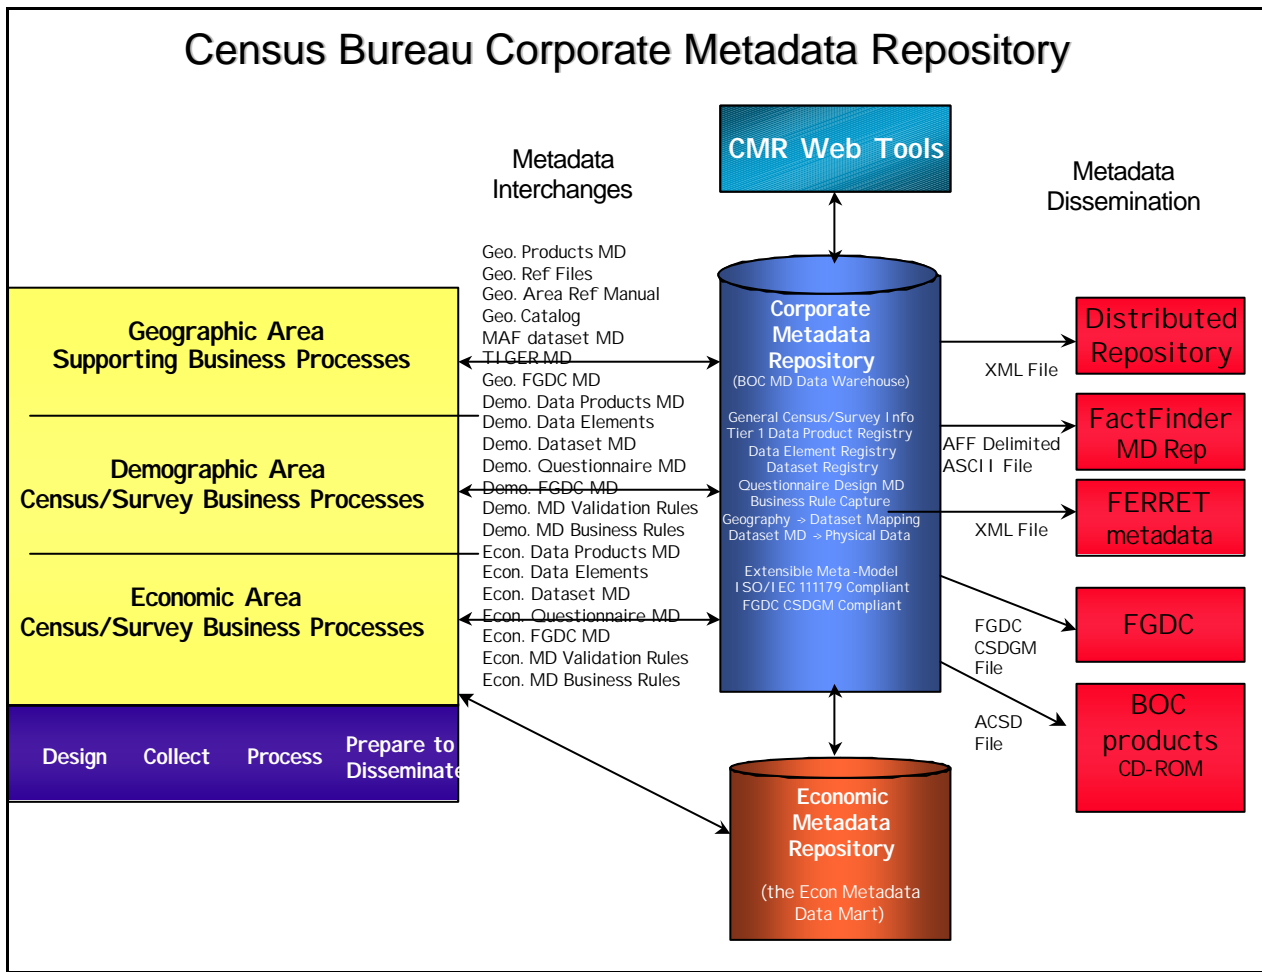 Census Bureau Corporate Metadata Repository
CMR Web Tools
Metadata
Interchanges
Metadata
Dissemination
Geo. Products MD
Geo. Ref Files
Geo. Area Ref Manual
Geo. Catalog
MAF dataset MD
TIGER MD
Geo. FGDC MD
Demo. Data Products MD
Demo. Data Elements
Demo. Dataset MD
Demo. Questionnaire MD
Demo. FGDC MD
Demo. MD Validation Rules
Demo. MD Business Rules
Econ. Data Products MD
Econ. Data Elements
Econ. Dataset MD
Econ. Questionnaire MD
Econ. FGDC MD
Econ. MD Validation Rules
Econ. MD Business Rules
Geographic Area
Supporting Business Processes
Demographic Area
Census/Survey Business Processes
Economic Area
Census/Survey Business Processes
Design
Collect
Process
Prepare to
Disseminate
Corporate
Metadata
Repository
(BOC MD Data Warehouse)
General Census/Survey Info
Tier 1 Data Product Registry
Data Element Registry
Dataset Registry
Questionnaire Design MD
Business Rule Capture
Geography -> Dataset Mapping
Dataset MD -> Physical Data
Extensible Meta-Model
ISO/IEC 111179 Compliant
FGDC CSDGM Compliant
Economic
Metadata
Repository
(the Econ Metadata
Data Mart)
XML File
AFF Delimited
ASCII File
XML File
FGDC
CSDGM
File
ACSD
File
Distributed
Repository
FactFinder
MD Rep
FERRET
metadata
FGDC
BOC
products
CD-ROM